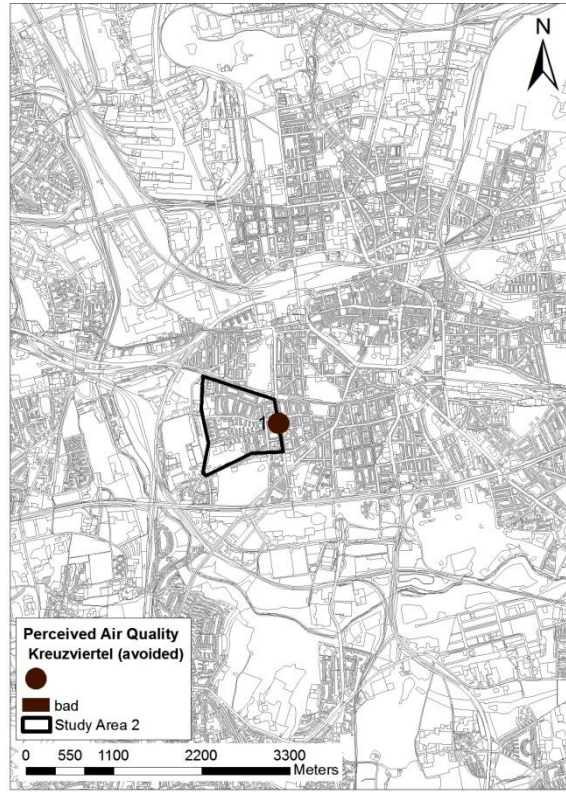 N
1
Perceived Air Quality
Kreuzviertel (avoided)
bad
Study Area 2
0 550 1100 2200 3300
Meters